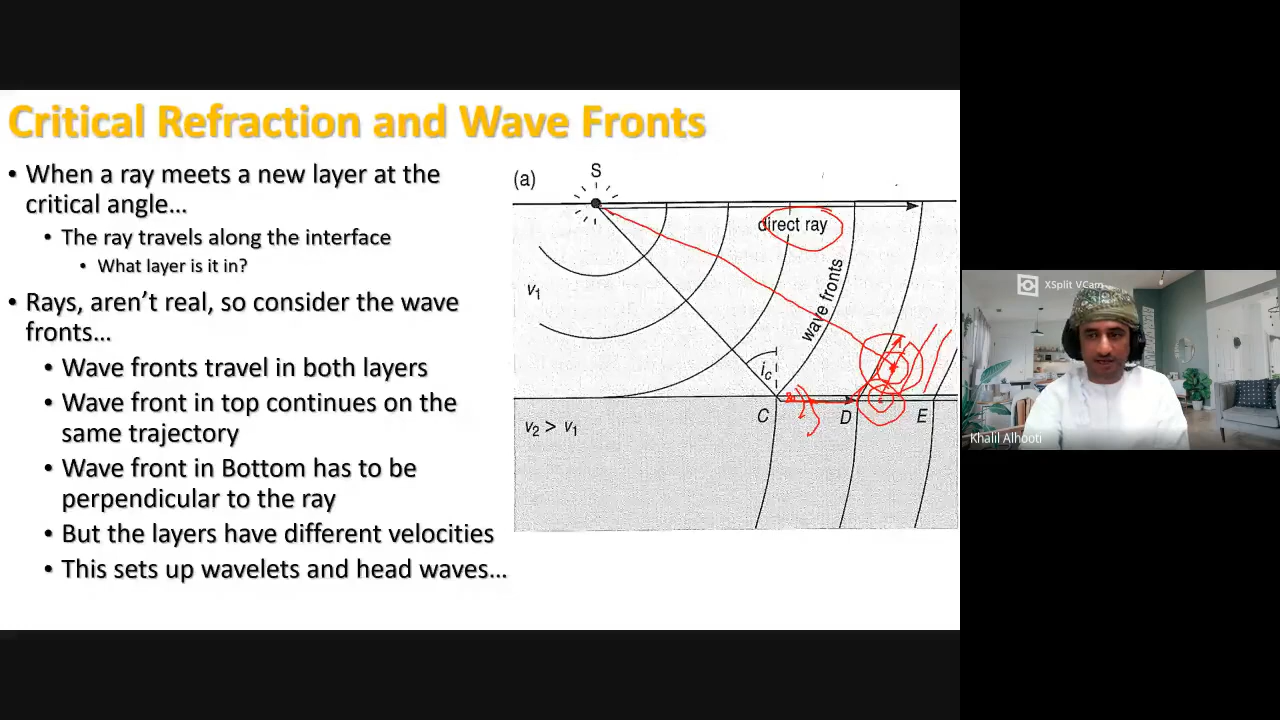 Critical Refraction and Wave Fronts
• When a ray meets a new layer at the
critical angle…
• The ray travels along the interface
• What layer is it in?
• Rays, aren't real, so consider the wave
fronts…
• Wave fronts travel in both layers
• Wave front in top continues on the
same trajectory
• Wave front in Bottom has to be
perpendicular to the ray
• But the layers have different velocities
• This sets up wavelets and head waves…
(a)
S
direct ray
v1
wave fronts
ic
C
D
E
v2 > v1
XSplit VCam
Khalil Alhooti